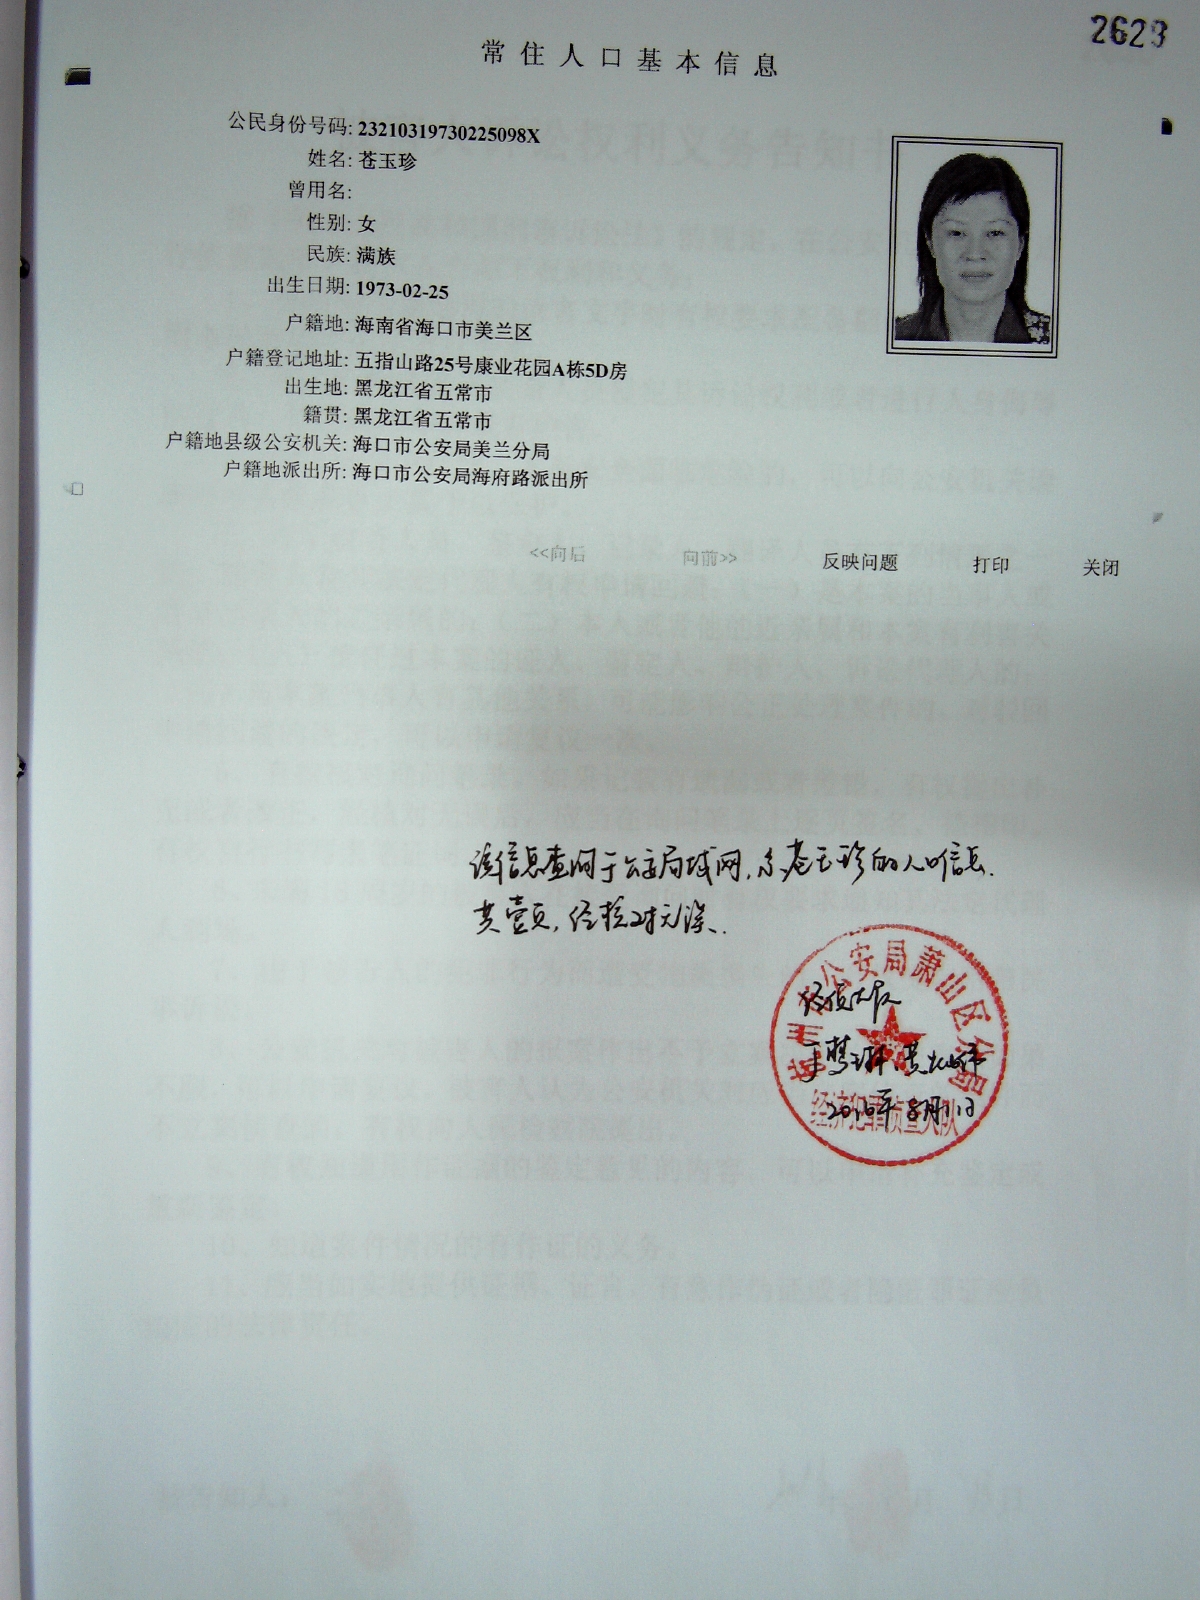 2623
常住人口基本信息
公民身份号码: 23210319730225098X
姓名: 苍玉珍
曾用名:
性别: 女
民族: 满族
出生日期: 1973-02-25
户籍地: 海南省海口市美兰区
户籍登记地址: 五指山路25号康业花园A栋5D房
出生地: 黑龙江省五常市
籍贯: 黑龙江省五常市
户籍地县级公安机关: 海口市公安局美兰分局
户籍地派出所: 海口市公安局海府路派出所
<<向后 向前>> 反映问题 打印 关闭
该信息查询于公安局域网,系苍玉珍的人口信息.
共壹页,经核对无误.
杭州市公安局萧山区分局
经侦大队
2016年8月11日
经济犯罪侦查大队